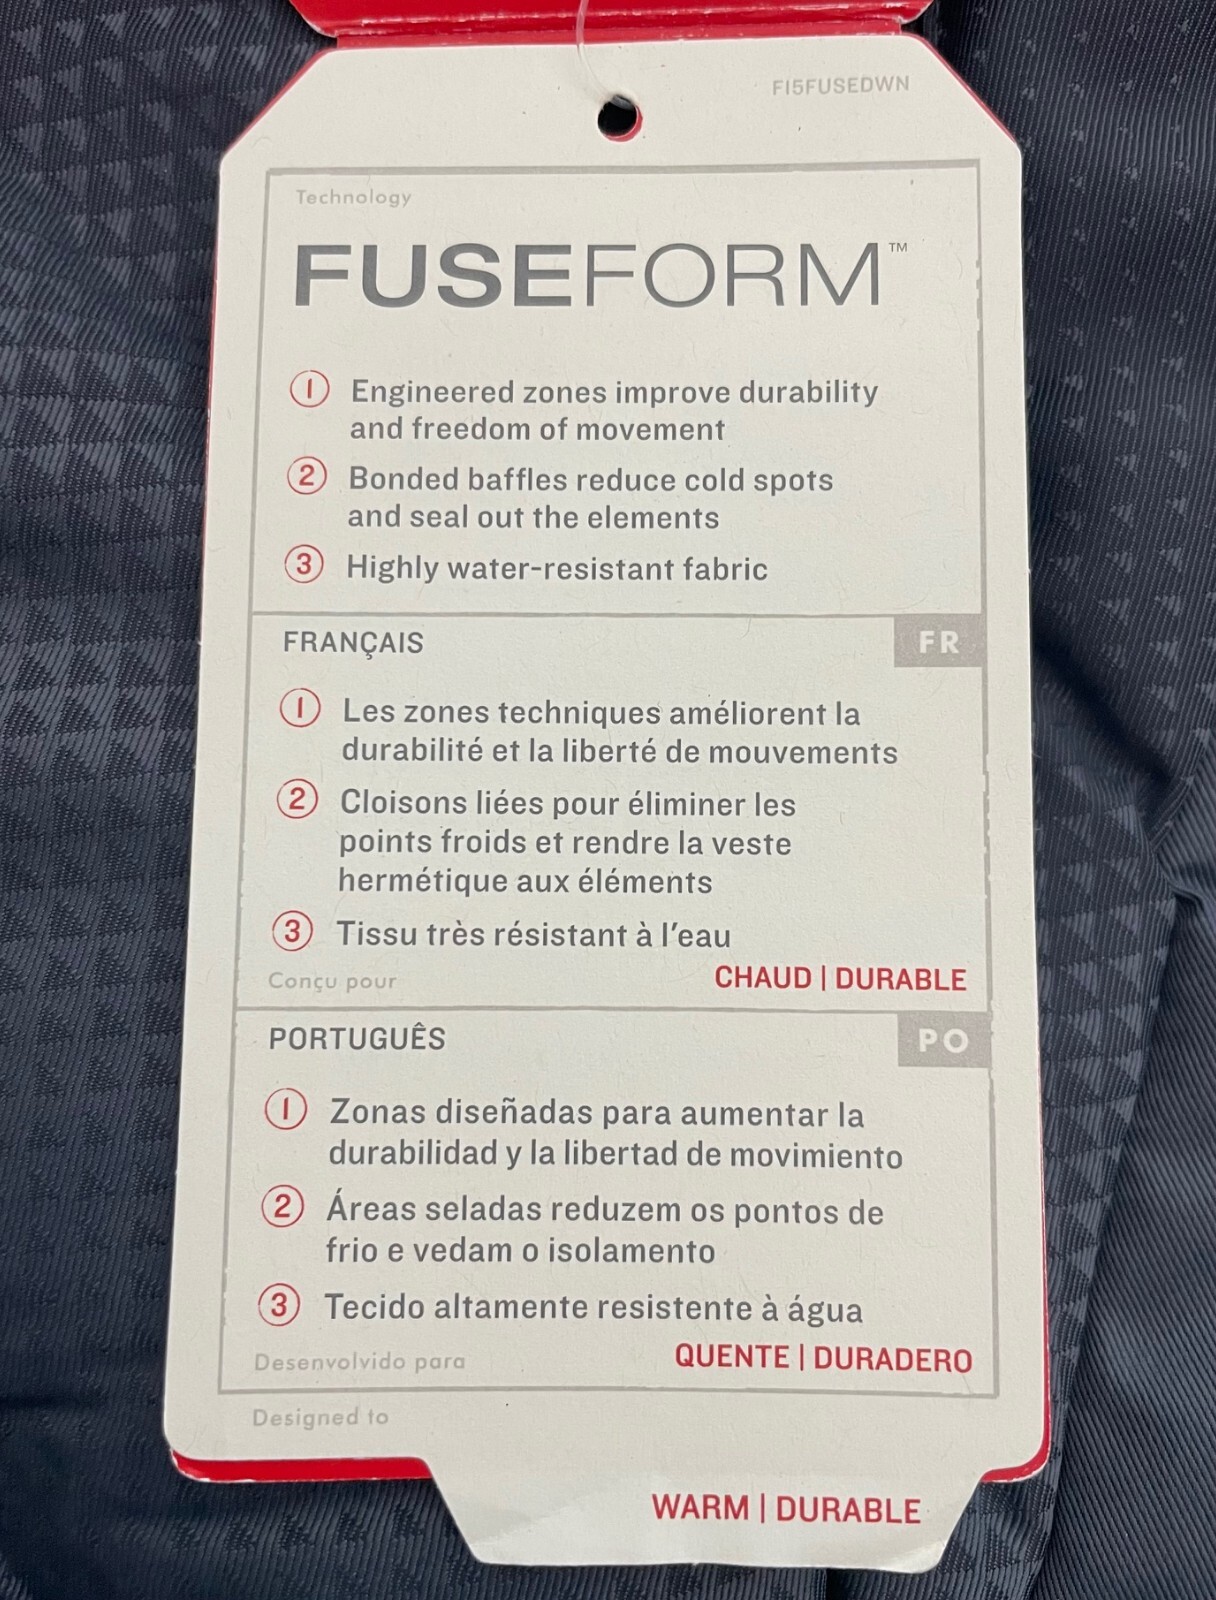 FI5FUSEDWN
Technology
FUSEFORM™
1 Engineered zones improve durability
and freedom of movement
2 Bonded baffles reduce cold spots
and seal out the elements
3 Highly water-resistant fabric
FRANÇAIS FR
1 Les zones techniques améliorent la
durabilité et la liberté de mouvements
2 Cloisons liées pour éliminer les
points froids et rendre la veste
hermétique aux éléments
3 Tissu très résistant à l'eau
Conçu pour CHAUD | DURABLE
PORTUGUÊS PO
1 Zonas diseñadas para aumentar la
durabilidad y la libertad de movimiento
2 Áreas seladas reduzem os pontos de
frio e vedam o isolamento
3 Tecido altamente resistente à água
Desenvolvido para QUENTE | DURADERO
Designed to
WARM | DURABLE